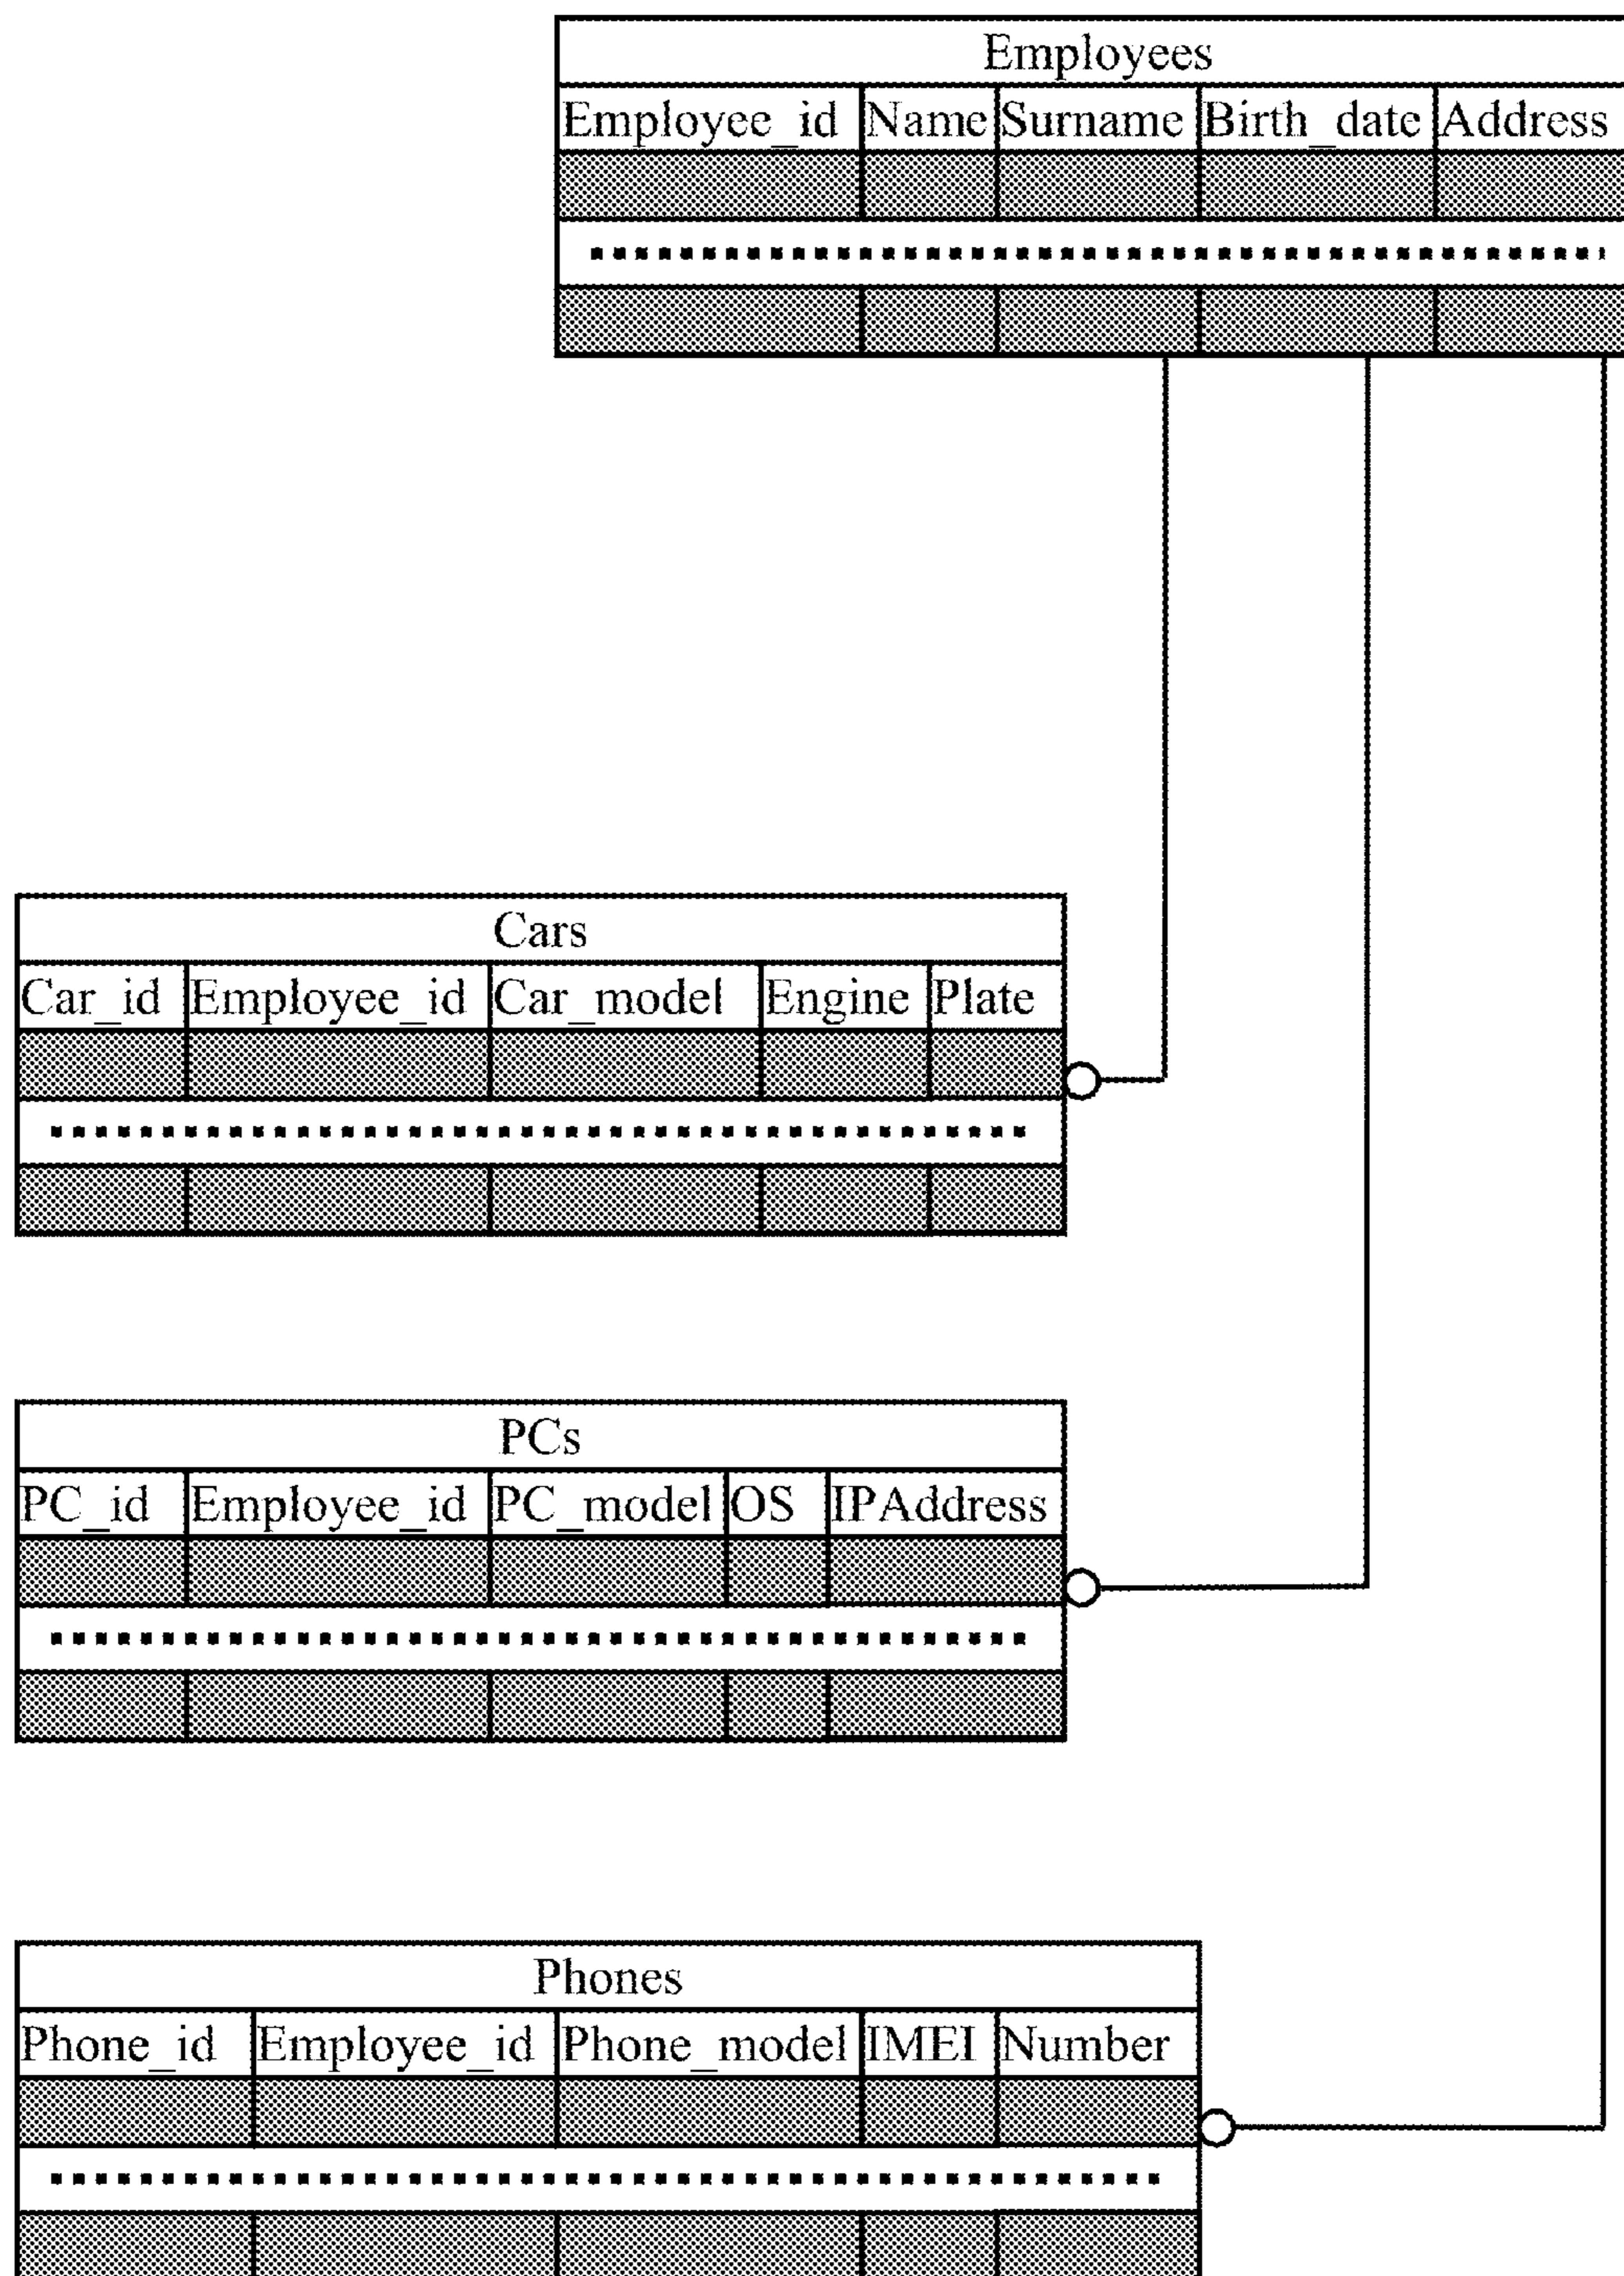 Employees
Employee_id Name Surname Birth_date Address
Cars
Car_id Employee_id Car_model Engine Plate
PCs
PC_id Employee_id PC_model OS IPAddress
Phones
Phone_id Employee_id Phone_model IMEI Number